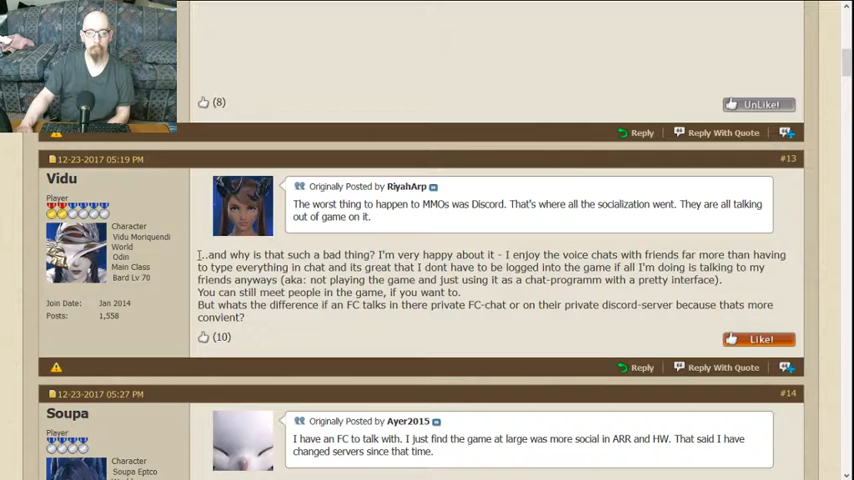 (8)
UnLike!
Reply
Reply With Quote
12-23-2017 05:19 PM
#13
Vidu
Player
Character
Vidu Moriquendi
World
Odin
Main Class
Bard Lv 70
Join Date: Jan 2014
Posts: 1,558
Originally Posted by RiyahArp
The worst thing to happen to MMOs was Discord. That's where all the socialization went. They are all talking
out of game on it.
...and why is that such a bad thing? I'm very happy about it - I enjoy the voice chats with friends far more than having
to type everything in chat and its great that I dont have to be logged into the game if all I'm doing is talking to my
friends anyways (aka: not playing the game and just using it as a chat-programm with a pretty interface).
You can still meet people in the game, if you want to.
But whats the difference if an FC talks in there private FC-chat or on their private discord-server because thats more
convient?
(10)
Like!
Reply
Reply With Quote
12-23-2017 05:27 PM
#14
Soupa
Player
Character
Soupa Eptco
Originally Posted by Ayer2015
I have an FC to talk with. I just find the game at large was more social in ARR and HW. That said I have
changed servers since that time.